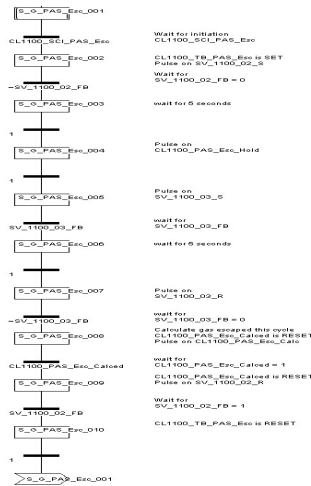 S_G_PAS_Esc_001
CL1100_SCI_PAS_Esc
Wait for initiation
CL1100_SCI_PAS_Esc
S_G_PAS_Esc_002
CL1100_TB_PAS_Esc is SET
Pulse on SV_1100_02_S
~SV_1100_02_FB
Wait for
SV_1100_02_FB = 0
S_G_PAS_Esc_003
wait for 5 seconds
1
S_G_PAS_Esc_004
Pulse on
CL1100_PAS_Esc_Hold
1
S_G_PAS_Esc_005
Pulse on
SV_1100_03_S
SV_1100_03_FB
wait for
SV_1100_03_FB
S_G_PAS_Esc_006
wait for 5 seconds
1
S_G_PAS_Esc_007
Pulse on
SV_1100_03_R
~SV_1100_03_FB
wait for
SV_1100_03_FB = 0
S_G_PAS_Esc_008
Calculate gas escaped this cycle
CL1100_PAS_Esc_Calced is RESET
Pulse on CL1100_PAS_Esc_Calc
CL1100_PAS_Esc_Calced
wait for
CL1100_PAS_Esc_Calced = 1
S_G_PAS_Esc_009
CL1100_PAS_Esc_Calced is RESET
Pulse on SV_1100_02_R
SV_1100_02_FB
Wait for
SV_1100_02_FB = 1
S_G_PAS_Esc_010
CL1100_TB_PAS_Esc is RESET
1
S_G_PAS_Esc_001